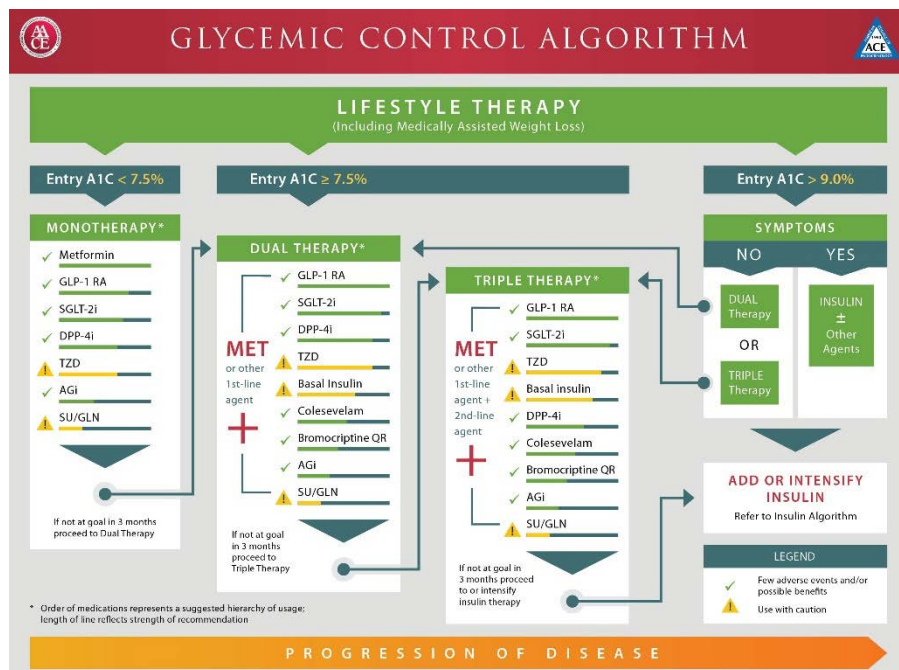 AACE
GLYCEMIC CONTROL ALGORITHM
ACE
LIFESTYLE THERAPY
(Including Medically Assisted Weight Loss)
Entry A1C < 7.5%
Entry A1C ≥ 7.5%
Entry A1C > 9.0%
MONOTHERAPY*
Metformin
GLP-1 RA
SGLT-2i
DPP-4i
TZD
AGi
SU/GLN
If not at goal in 3 months
proceed to Dual Therapy
DUAL THERAPY*
GLP-1 RA
SGLT-2i
DPP-4i
TZD
Basal Insulin
Colesevelam
Bromocriptine QR
AGi
SU/GLN
MET
or other
1st-line
agent
+
If not at goal
in 3 months
proceed to
Triple Therapy
TRIPLE THERAPY*
GLP-1 RA
SGLT-2i
TZD
Basal insulin
DPP-4i
Colesevelam
Bromocriptine QR
AGi
SU/GLN
MET
or other
1st-line
agent +
2nd-line
agent
+
If not at goal in
3 months proceed
to or intensify
insulin therapy
SYMPTOMS
NO
YES
DUAL
Therapy
OR
TRIPLE
Therapy
INSULIN
±
Other
Agents
ADD OR INTENSIFY
INSULIN
Refer to Insulin Algorithm
LEGEND
Few adverse events and/or
possible benefits
Use with caution
* Order of medications represents a suggested hierarchy of usage;
length of line reflects strength of recommendation
PROGRESSION OF DISEASE